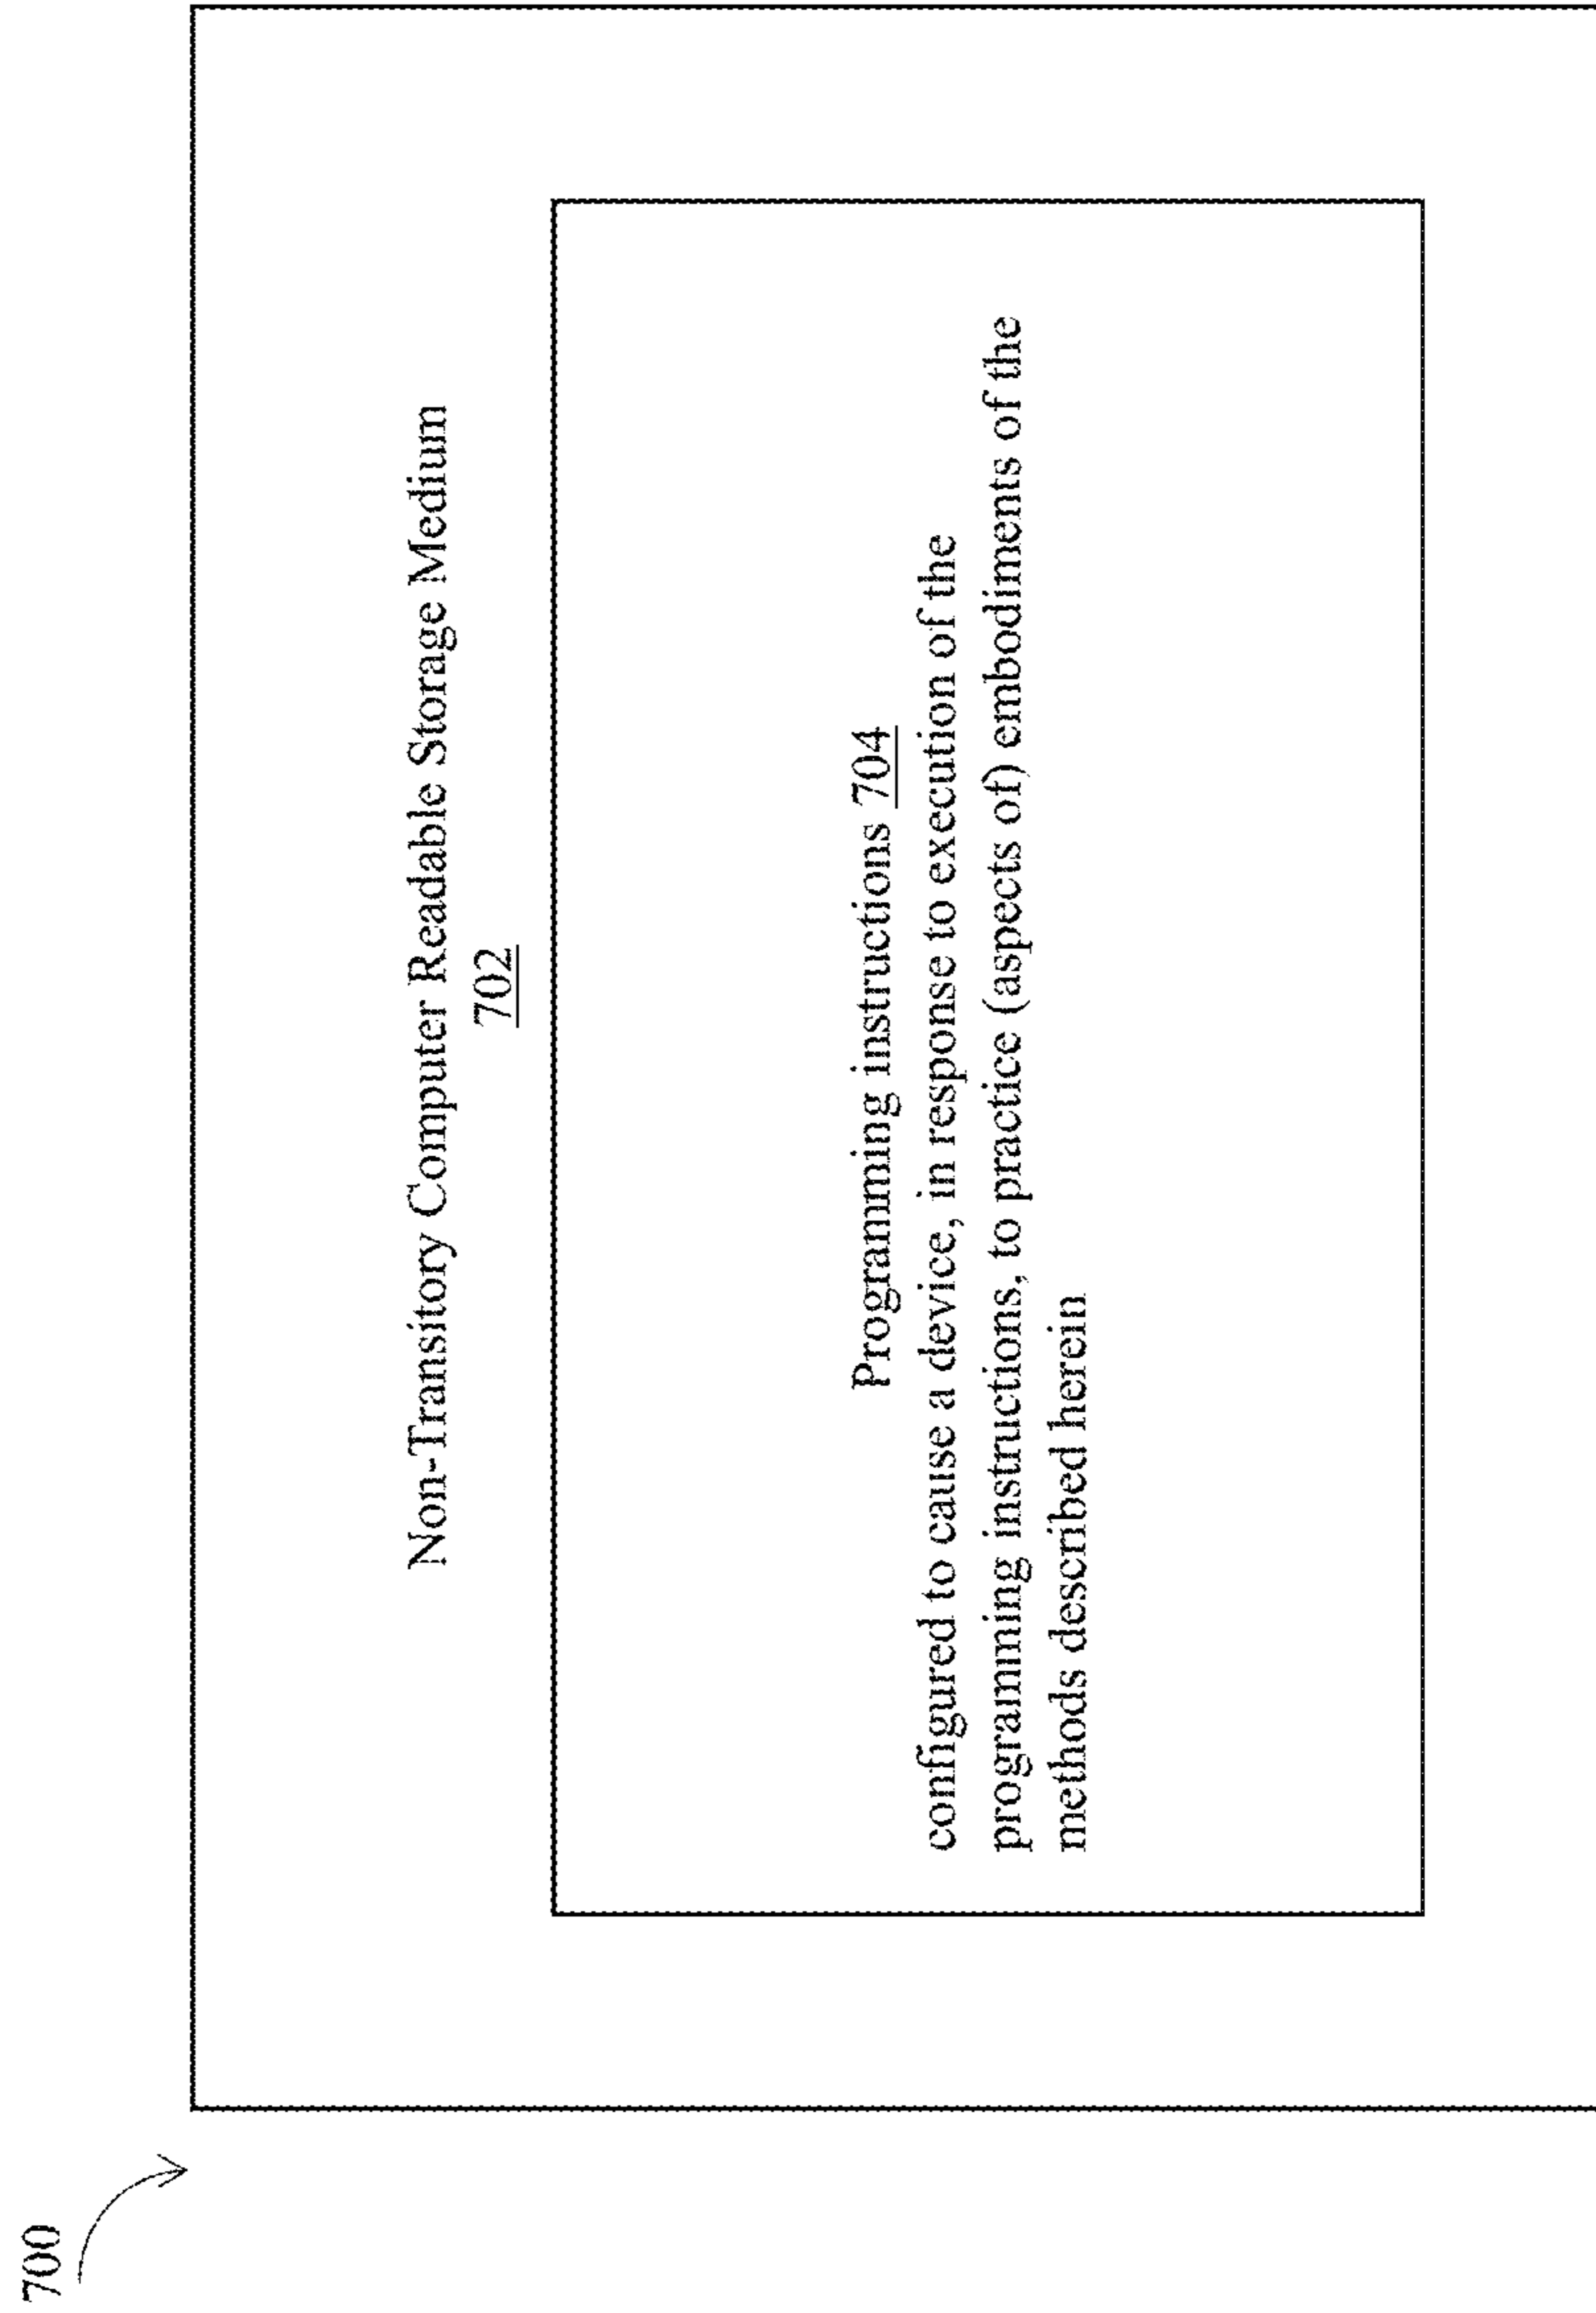 700
Non-Transitory Computer Readable Storage Medium
702
Programming instructions 704
configured to cause a device, in response to execution of the
programming instructions, to practice (aspects of) embodiments of the
methods described herein